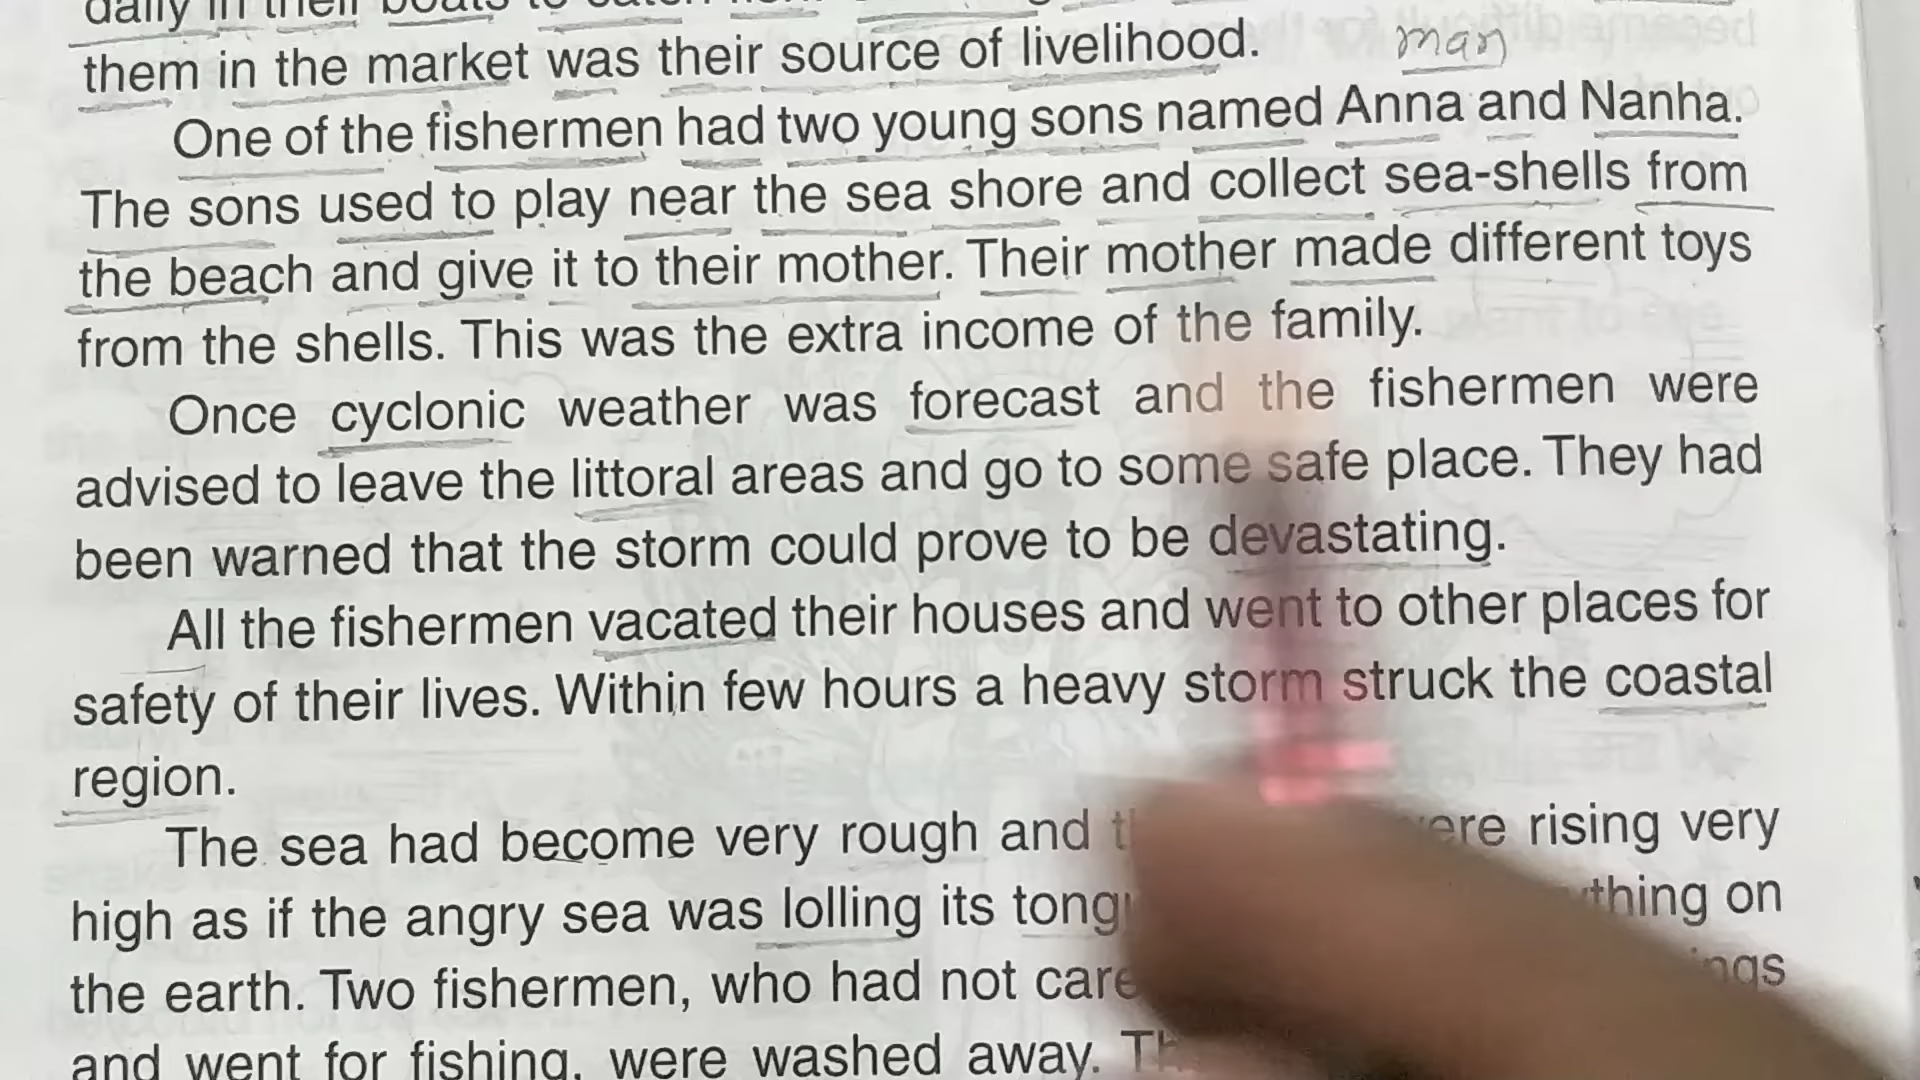 daily in their boats to catch
them in the market was their source of livelihood.
man
One of the fishermen had two young sons named Anna and Nanha.
The sons used to play near the sea shore and collect sea-shells from
the beach and give it to their mother. Their mother made different toys
from the shells. This was the extra income of the family.
Once cyclonic weather was forecast and the fishermen were
advised to leave the littoral areas and go to some safe place. They had
been warned that the storm could prove to be devastating.
All the fishermen vacated their houses and went to other places for
safety of their lives. Within few hours a heavy storm struck the coastal
region.
The sea had become very rough and rising very
high as if the angry sea was lolling its on
the earth. Two fishermen, who had not
and went for fishing, were washed away.